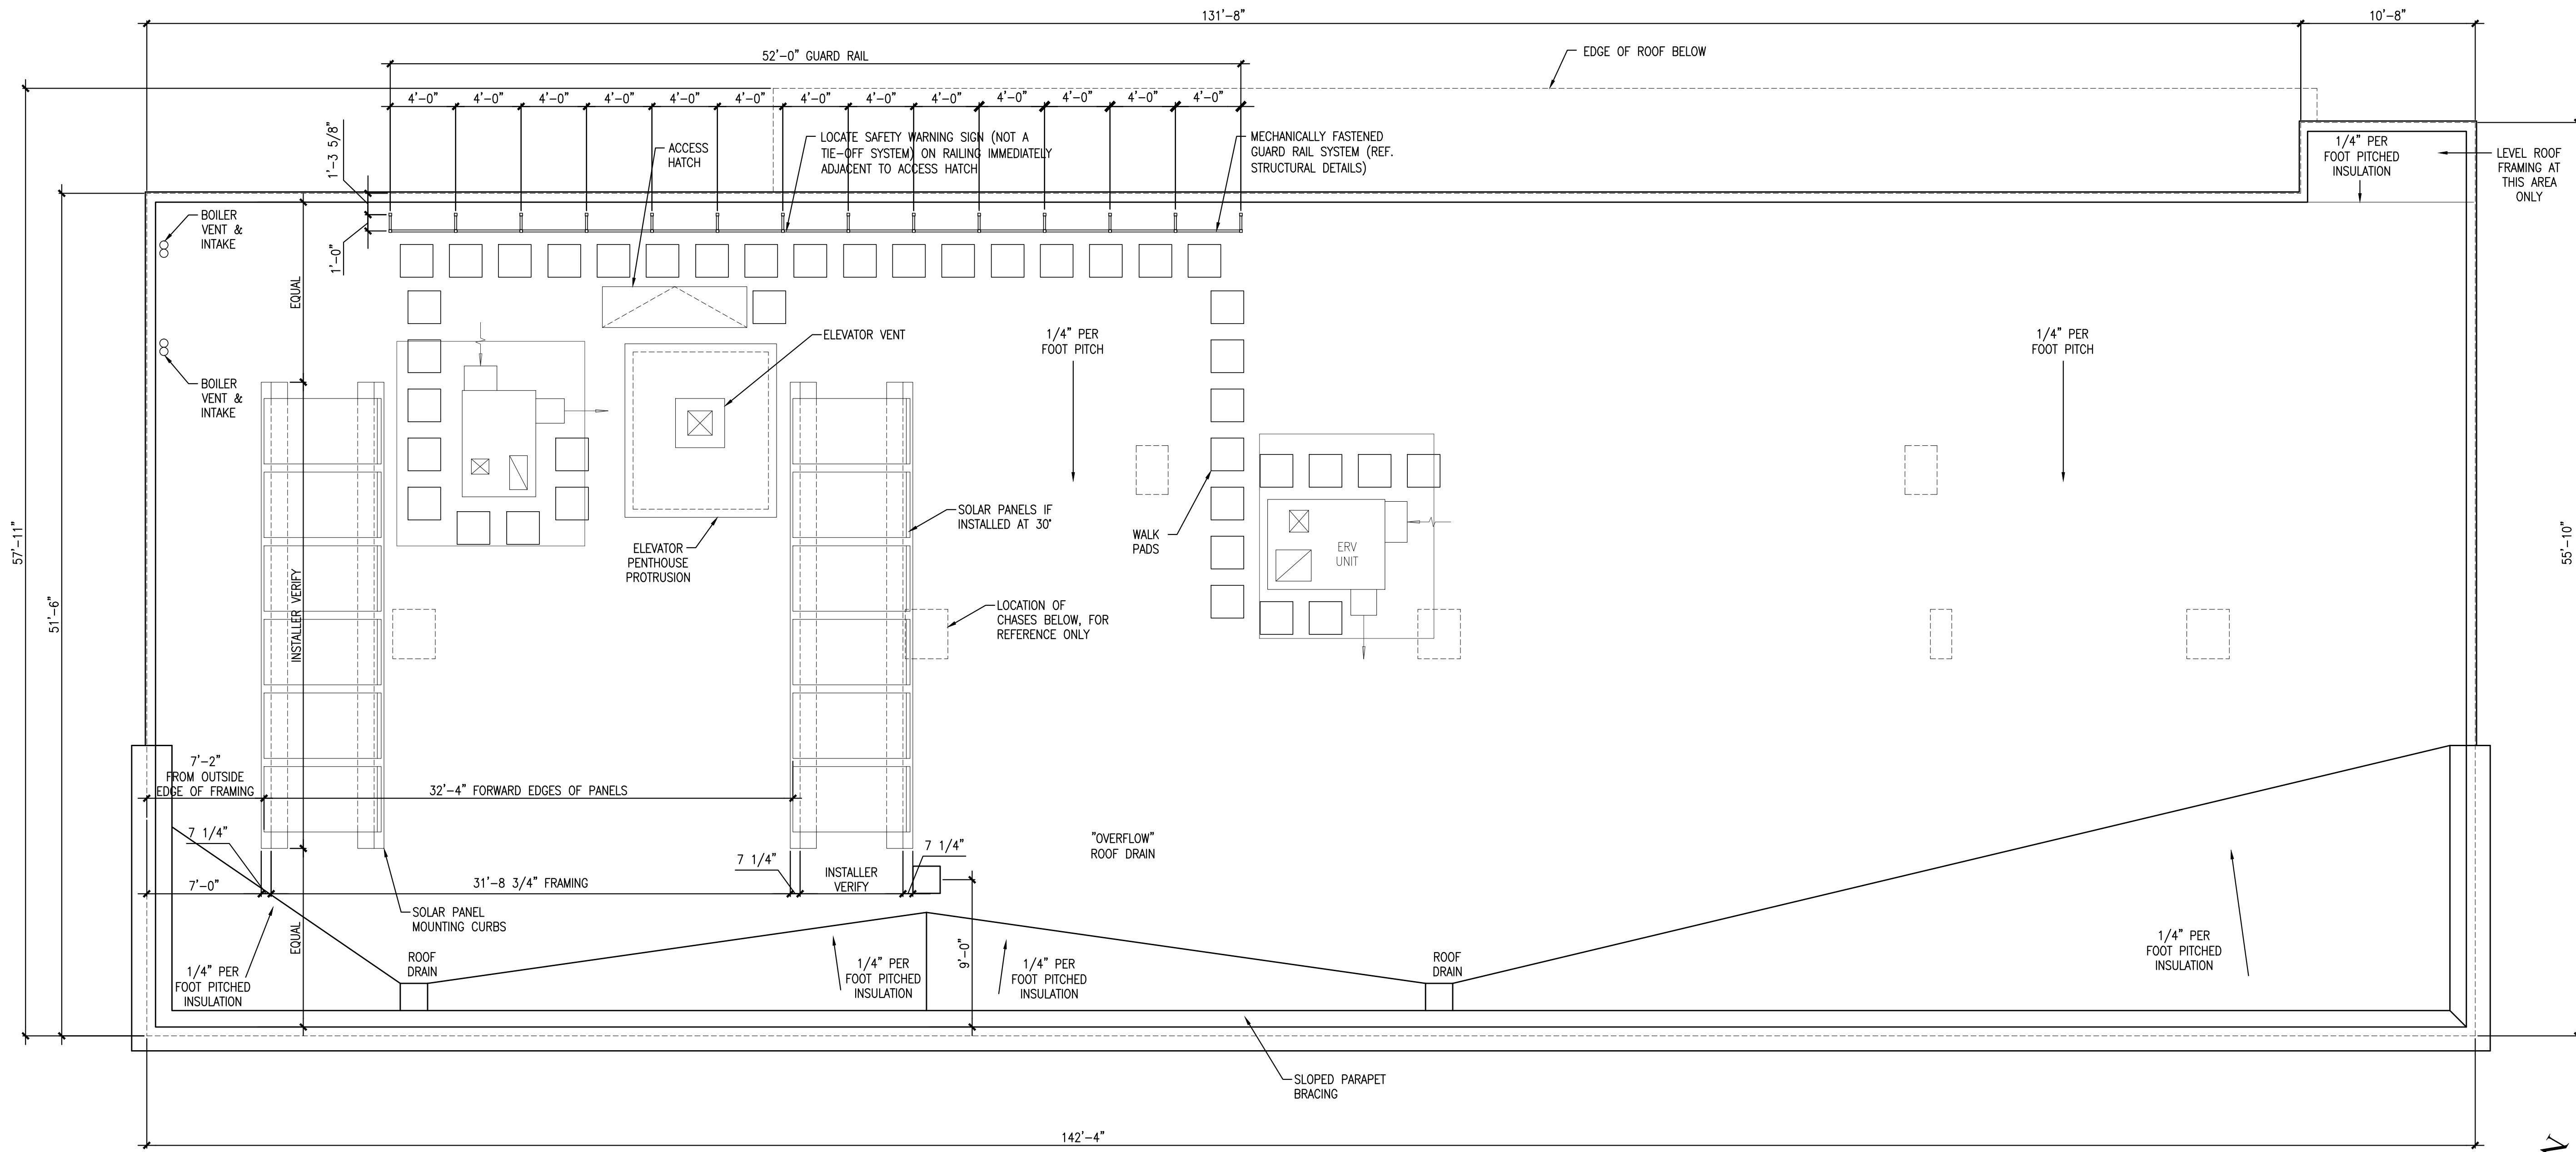 131'-8"
10'-8"
52'-0" GUARD RAIL
EDGE OF ROOF BELOW
4'-0"
4'-0"
4'-0"
4'-0"
4'-0"
4'-0"
4'-0"
4'-0"
4'-0"
4'-0"
4'-0"
4'-0"
4'-0"
1'-3 5/8"
ACCESS
HATCH
LOCATE SAFETY WARNING SIGN (NOT A
TIE-OFF SYSTEM) ON RAILING IMMEDIATELY
ADJACENT TO ACCESS HATCH
MECHANICALLY FASTENED
GUARD RAIL SYSTEM (REF.
STRUCTURAL DETAILS)
1/4" PER
FOOT PITCHED
INSULATION
LEVEL ROOF
FRAMING AT
THIS AREA
ONLY
BOILER
VENT &
INTAKE
1'-0"
EQUAL
ELEVATOR VENT
1/4" PER
FOOT PITCH
1/4" PER
FOOT PITCH
BOILER
VENT &
INTAKE
57'-11"
51'-6"
INSTALLER VERIFY
ELEVATOR
PENTHOUSE
PROTRUSION
SOLAR PANELS IF
INSTALLED AT 30°
WALK
PADS
ERV
UNIT
55'-10"
LOCATION OF
CHASES BELOW, FOR
REFERENCE ONLY
7'-2"
FROM OUTSIDE
EDGE OF FRAMING
32'-4" FORWARD EDGES OF PANELS
7 1/4"
"OVERFLOW"
ROOF DRAIN
7 1/4"
7 1/4"
INSTALLER
VERIFY
7'-0"
31'-8 3/4" FRAMING
SOLAR PANEL
MOUNTING CURBS
EQUAL
9'-0"
1/4" PER
FOOT PITCHED
INSULATION
ROOF
DRAIN
1/4" PER
FOOT PITCHED
INSULATION
1/4" PER
FOOT PITCHED
INSULATION
ROOF
DRAIN
1/4" PER
FOOT PITCHED
INSULATION
SLOPED PARAPET
BRACING
142'-4"